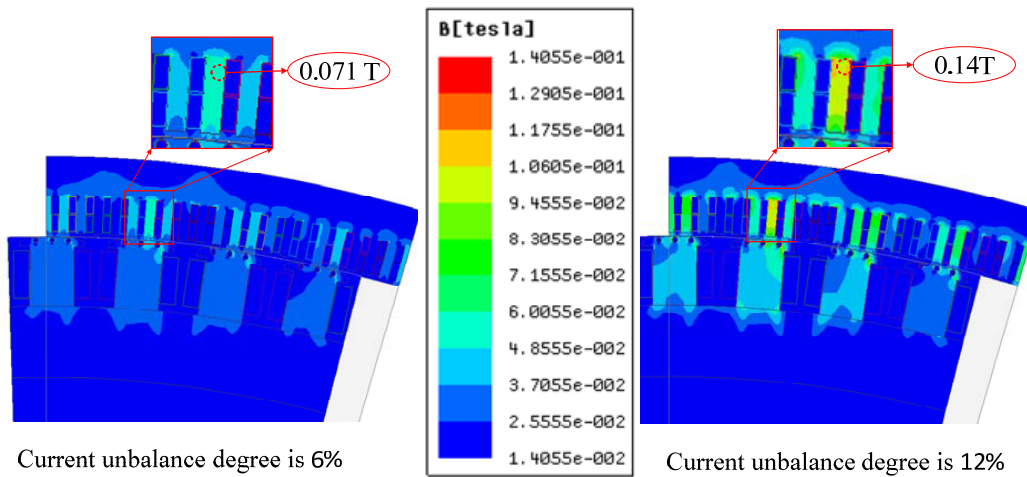 0.071 T
Current unbalance degree is 6%
B[tesla]
1.4055e-001
1.2905e-001
1.1755e-001
1.0605e-001
9.4555e-002
8.3055e-002
7.1555e-002
6.0055e-002
4.8555e-002
3.7055e-002
2.5555e-002
1.4055e-002
0.14T
Current unbalance degree is 12%